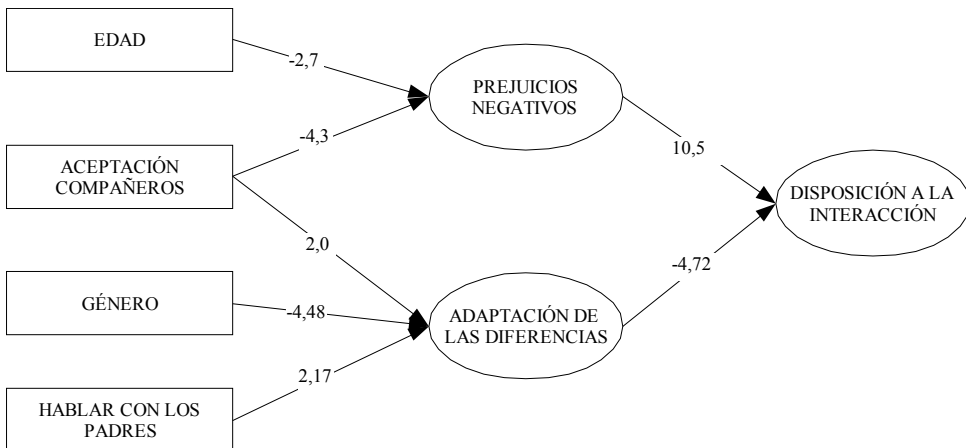 EDAD
-2,7
PREJUICIOS
NEGATIVOS
-4,3
10,5
ACEPTACIÓN
COMPAÑEROS
DISPOSICIÓN A LA
INTERACCIÓN
2,0
-4,72
GÉNERO
-4,48
ADAPTACIÓN DE
LAS DIFERENCIAS
2,17
HABLAR CON LOS
PADRES